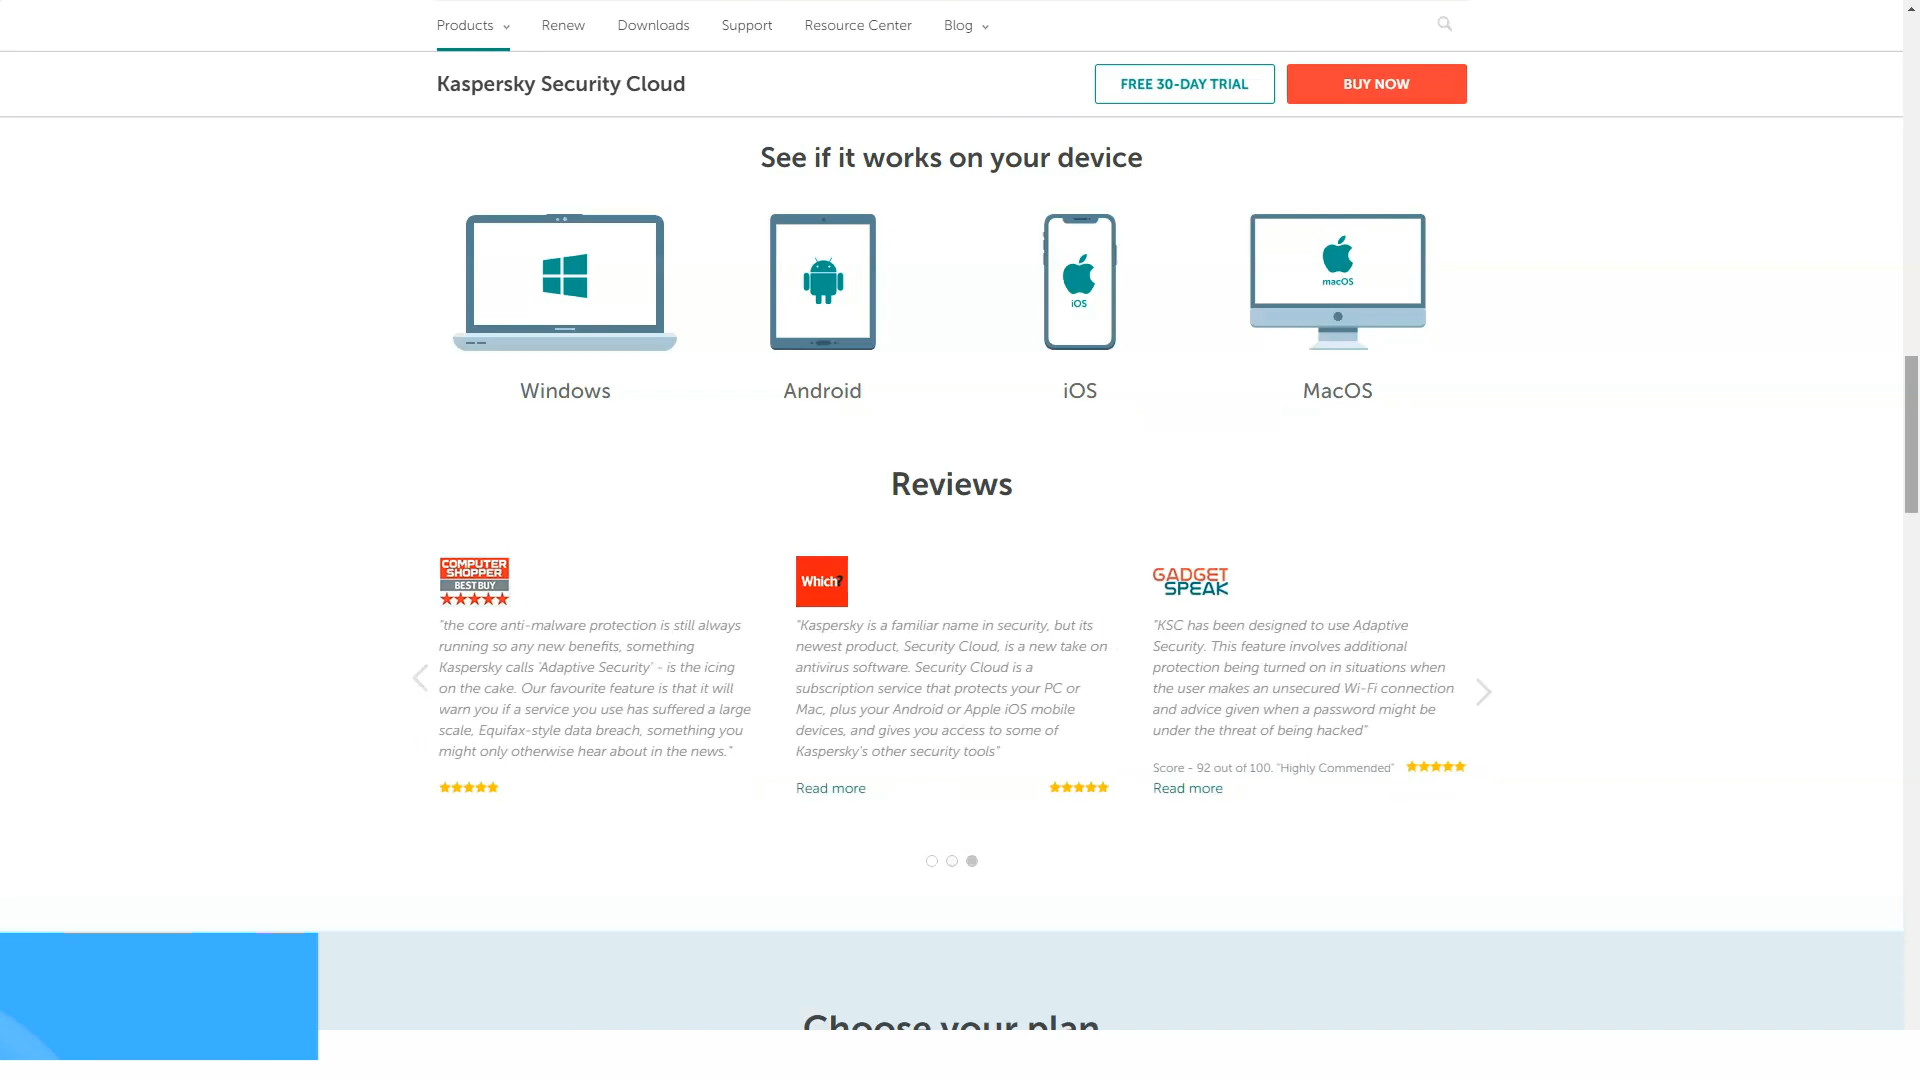 Products
Renew
Downloads
Support
Resource Center
Blog
Kaspersky Security Cloud
FREE 30-DAY TRIAL
BUY NOW
See if it works on your device
iOS
macOS
Windows
Android
iOS
MacOS
Reviews
COMPUTER
SHOPPER
BEST BUY
"the core anti-malware protection is still always
running so any new benefits, something
Kaspersky calls 'Adaptive Security' - is the icing
on the cake. Our favourite feature is that it will
warn you if a service you use has suffered a large
scale, Equifax-style data breach, something you
might only otherwise hear about in the news."
Which?
"Kaspersky is a familiar name in security, but its
newest product, Security Cloud, is a new take on
antivirus software. Security Cloud is a
subscription service that protects your PC or
Mac, plus your Android or Apple iOS mobile
devices, and gives you access to some of
Kaspersky's other security tools"
Read more
GADGET
SPEAK
"KSC has been designed to use Adaptive
Security. This feature involves additional
protection being turned on in situations when
the user makes an unsecured Wi-Fi connection
and advice given when a password might be
under the threat of being hacked"
Score - 92 out of 100. "Highly Commended"
Read more
Choose your plan